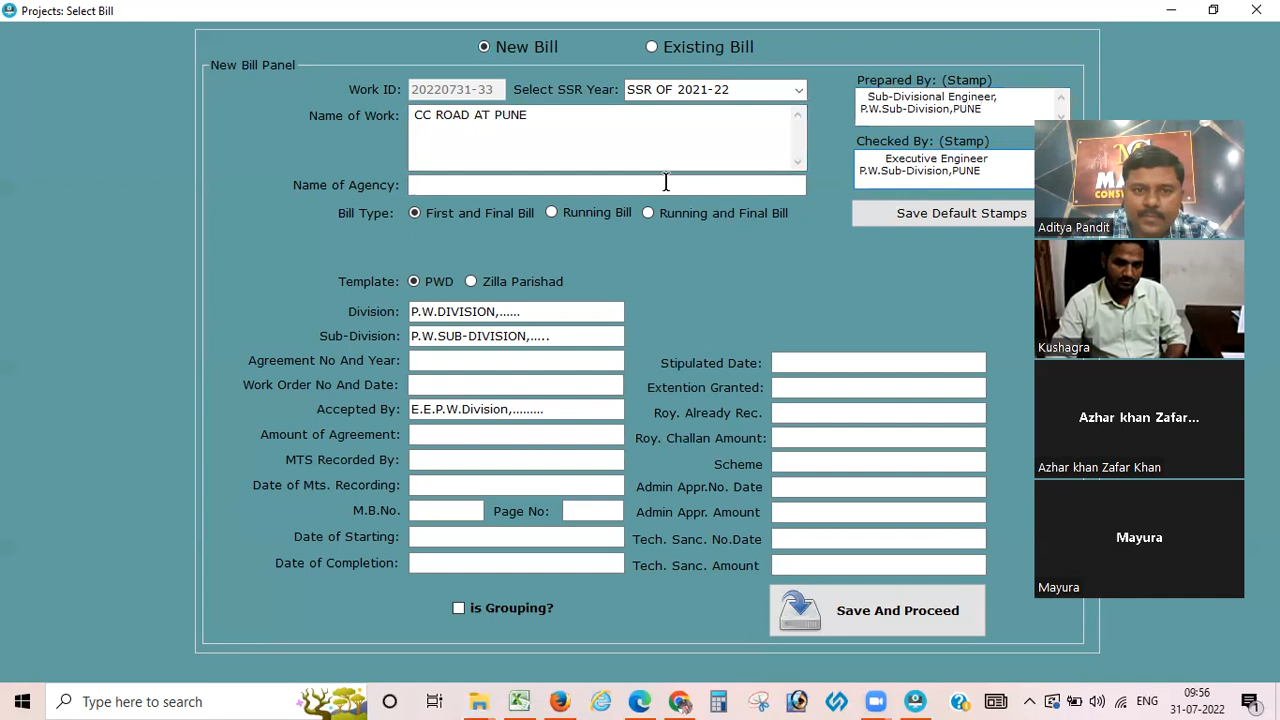 Projects: Select Bill
New Bill
Existing Bill
New Bill Panel
Work ID:
20220731-33
Select SSR Year:
SSR OF 2021-22
Name of Work:
CC ROAD AT PUNE
Name of Agency:
Bill Type:
First and Final Bill
Running Bill
Running and Final Bill
Prepared By: (Stamp)
Sub-Divisional Engineer,
P.W.Sub-Division,PUNE
Checked By: (Stamp)
Executive Engineer
P.W.Sub-Division,PUNE
Save Default Stamps
Template:
PWD
Zilla Parishad
Division:
P.W.DIVISION,......
Sub-Division:
P.W.SUB-DIVISION,.....
Agreement No And Year:
Work Order No And Date:
Accepted By:
E.E.P.W.Division,.........
Amount of Agreement:
MTS Recorded By:
Date of Mts. Recording:
M.B.No.
Page No:
Date of Starting:
Date of Completion:
Stipulated Date:
Extention Granted:
Roy. Already Rec.
Roy. Challan Amount:
Scheme
Admin Appr.No. Date
Admin Appr. Amount
Tech. Sanc. No.Date
Tech. Sanc. Amount
is Grouping?
Save And Proceed
Aditya Pandit
Kushagra
Azhar khan Zafar...
Azhar khan Zafar Khan
Mayura
Mayura
Type here to search
ENG
09:56
31-07-2022